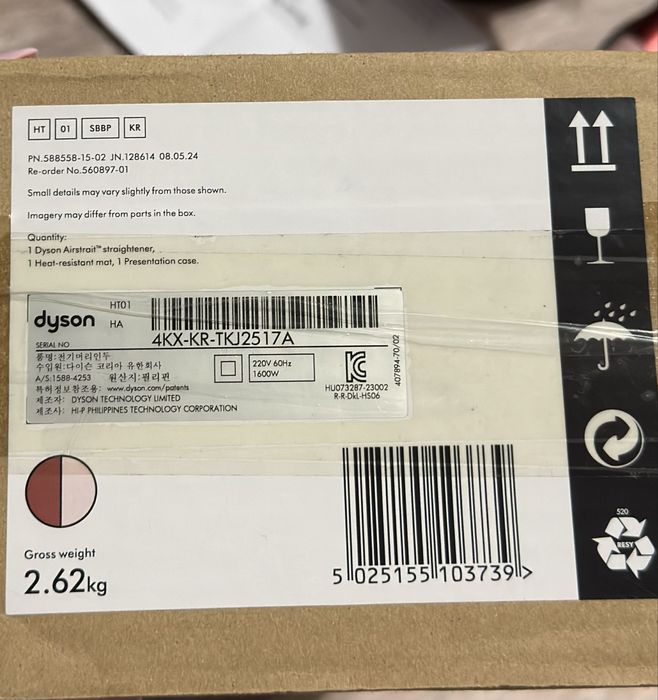 HT 01 SBBP KR
PN.588558-15-02 JN.128614 08.05.24
Re-order No.560897-01
Small details may vary slightly from those shown.
Imagery may differ from parts in the box.
Quantity:
1 Dyson Airstrait™ straightener,
1 Heat-resistant mat, 1 Presentation case.
dyson
HT01
HA
SERIAL NO
4KX-KR-TKJ2517A
품명:전기머리인두
수입원:다이슨 코리아 유한회사
A/S:1588-4253 원산지:필리핀
특허정보참조용: www.dyson.com/patents
제조자: DYSON TECHNOLOGY LIMITED
제조사: HI-P PHILIPPINES TECHNOLOGY CORPORATION
220V 60Hz
1600W
HU073287-23002
R-R-DkL-HS06
407894-70/02
Gross weight
2.62kg
5 025155 103739 >
520
RESY